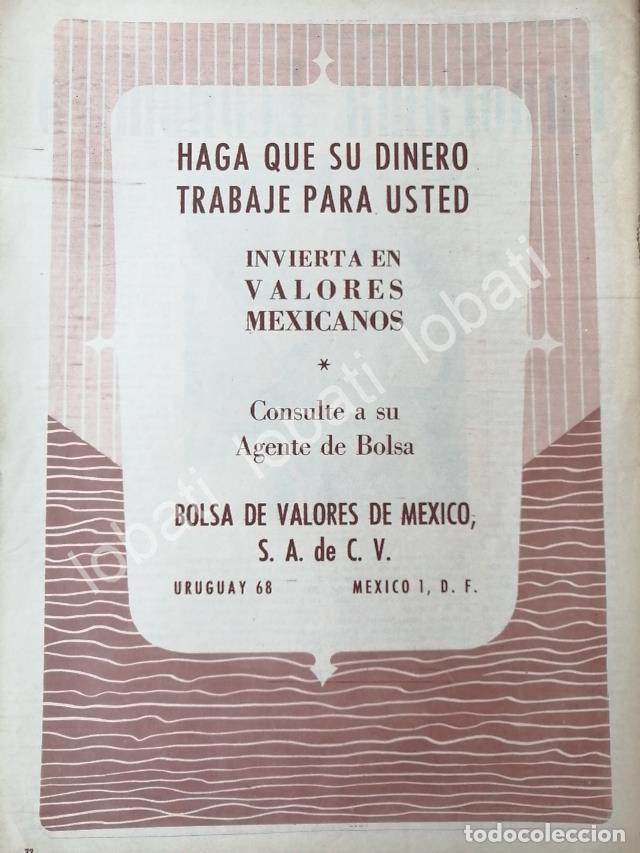 HAGA QUE SU DINERO
TRABAJE PARA USTED
INVIERTA EN
VALORES
MEXICANOS
*
Consulte a su
Agente de Bolsa
BOLSA DE VALORES DE MEXICO,
S. A. de C. V.
URUGUAY 68 MEXICO 1, D. F.
lobati lobati lobati lobati
todocoleccion